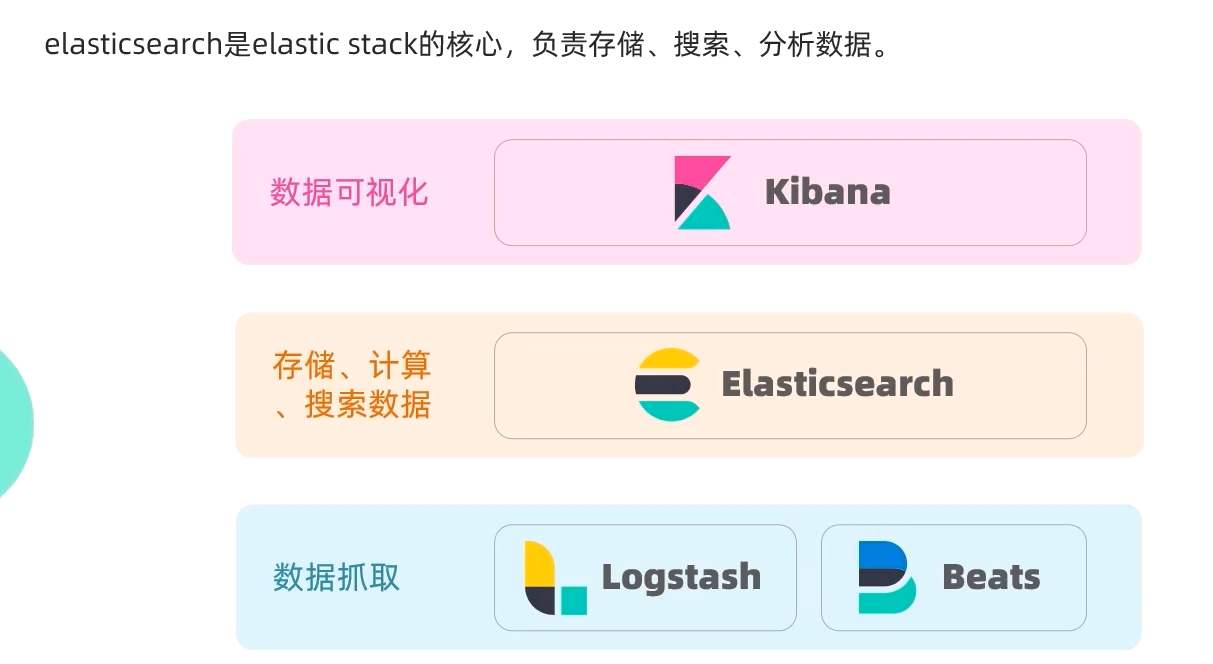 elasticsearch是elastic stack的核心，负责存储、搜索、分析数据。
数据可视化
Kibana
存储、计算
、搜索数据
Elasticsearch
数据抓取
Logstash
Beats